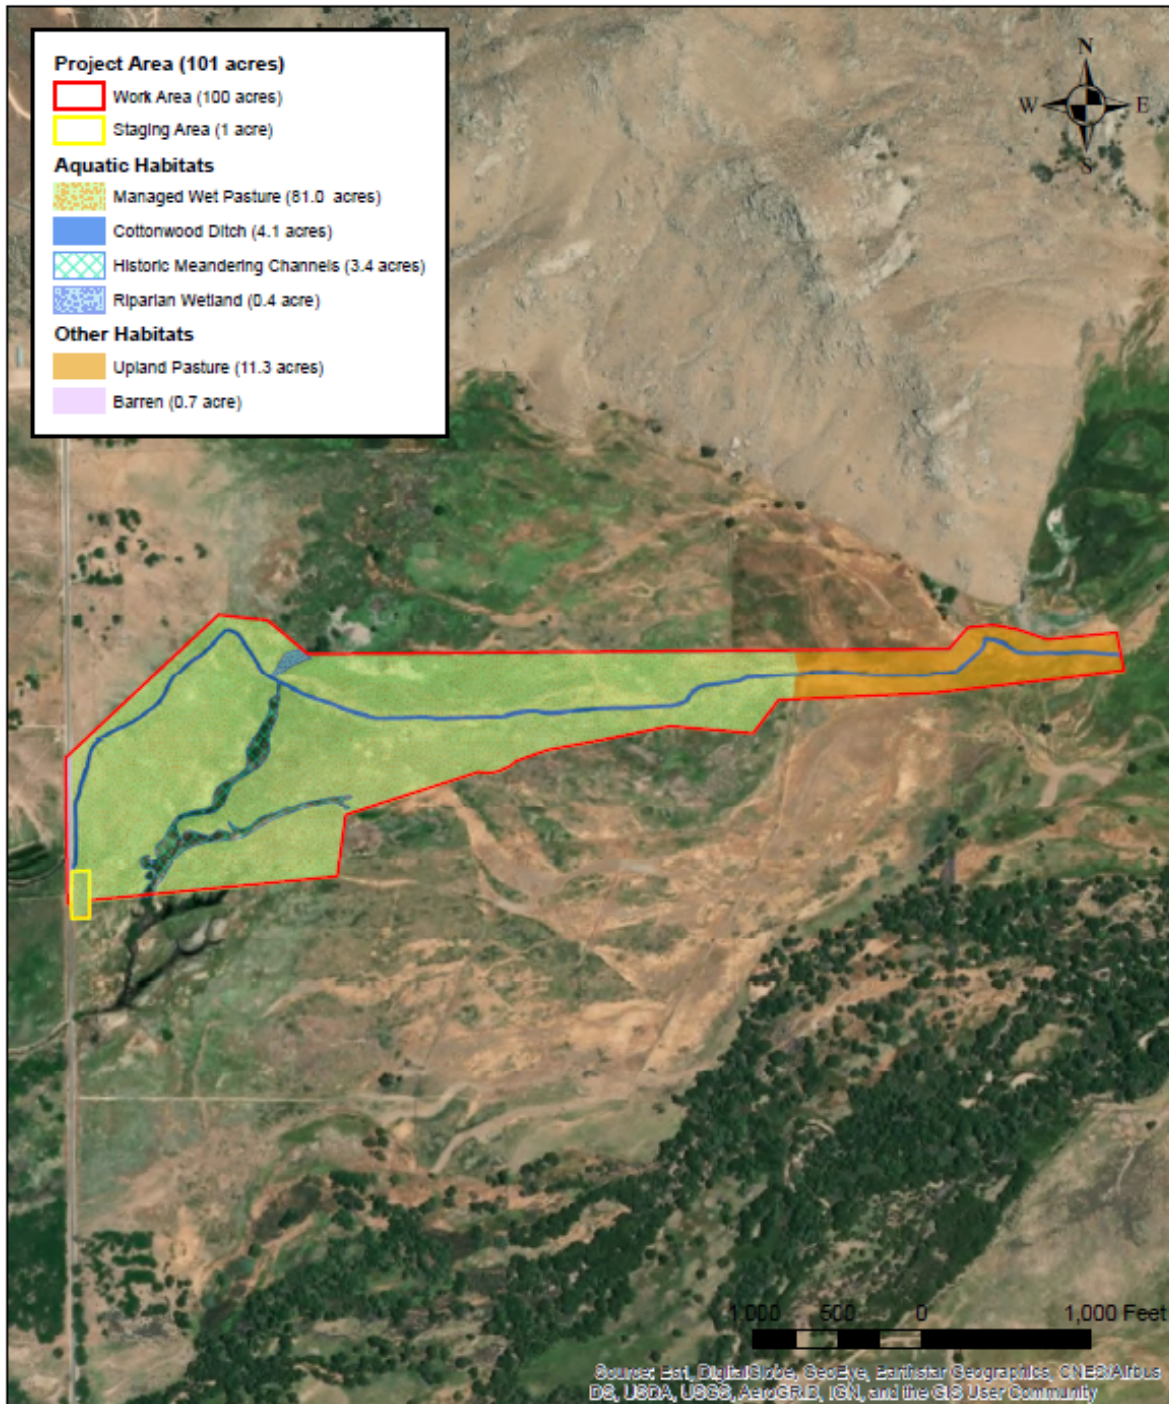 Project Area (101 acres)
Work Area (100 acres)
Staging Area (1 acre)
Aquatic Habitats
Managed Wet Pasture (81.0 acres)
Cottonwood Ditch (4.1 acres)
Historic Meandering Channels (3.4 acres)
Riparian Wetland (0.4 acre)
Other Habitats
Upland Pasture (11.3 acres)
Barren (0.7 acre)
N
W E
S
1,000 500 0 1,000 Feet
Source: Esri, DigitalGlobe, GeoEye, Earthstar Geographics, CNES/Airbus
DS, USDA, USGS, AeroGRID, IGN, and the GIS User Community